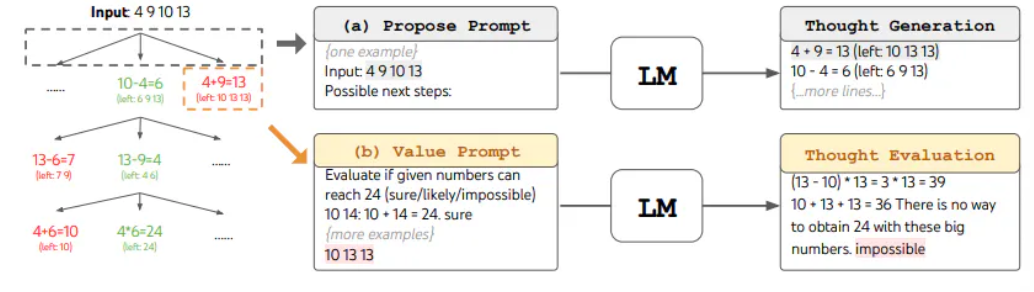 Input: 4 9 10 13
......
10-4=6
(left: 6 9 13)
4+9=13
(left: 10 13 13)
13-6=7
(left: 7 9)
13-9=4
(left: 4 6)
......
4+6=10
(left: 10)
4*6=24
(left: 24)
......
(a) Propose Prompt
{one example}
Input: 4 9 10 13
Possible next steps:
LM
Thought Generation
4 + 9 = 13 (left: 10 13 13)
10 - 4 = 6 (left: 6 9 13)
{...more lines...}
(b) Value Prompt
Evaluate if given numbers can
reach 24 (sure/likely/impossible)
10 14: 10 + 14 = 24. sure
{more examples}
10 13 13
LM
Thought Evaluation
(13 - 10) * 13 = 3 * 13 = 39
10 + 13 + 13 = 36 There is no way
to obtain 24 with these big
numbers. impossible